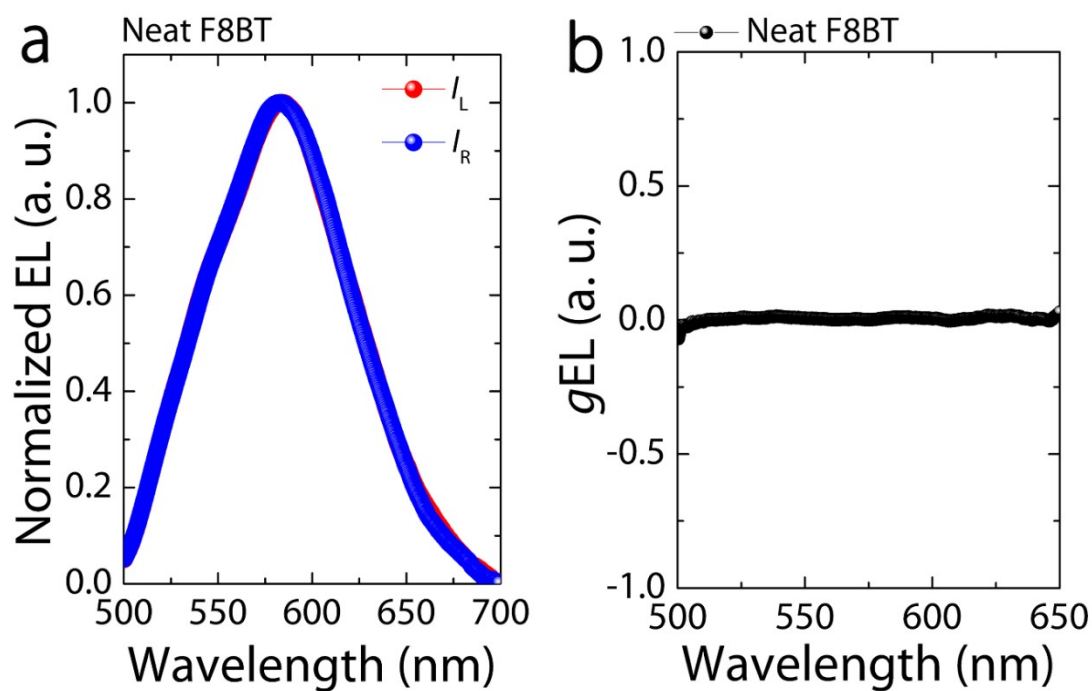 a
Neat F8BT
I_L
I_R
Normalized EL (a. u.)
1.0
0.8
0.6
0.4
0.2
0.0
500 550 600 650 700
Wavelength (nm)
b
Neat F8BT
gEL (a. u.)
1.0
0.5
0.0
-0.5
-1.0
500 550 600 650
Wavelength (nm)